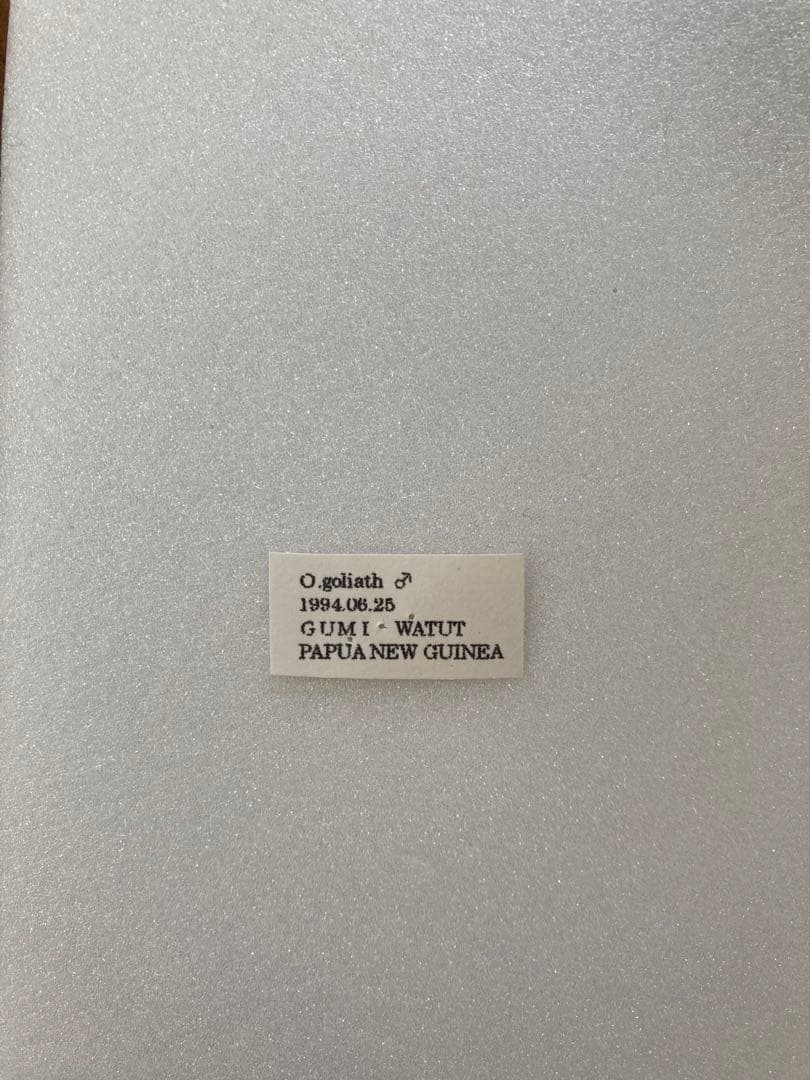 O.goliath ♂
1994.06.25
GUMI - WATUT
PAPUA NEW GUINEA